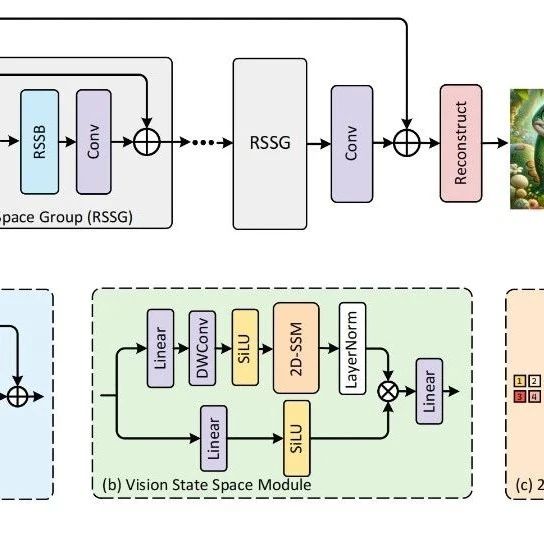 RSSB
Conv
RSSG
Conv
Reconstruct
Space Group (RSSG)
Linear
DWConv
SiLU
2D-SSM
LayerNorm
Linear
Linear
SiLU
(b) Vision State Space Module
1 2
3 4
(c) 2